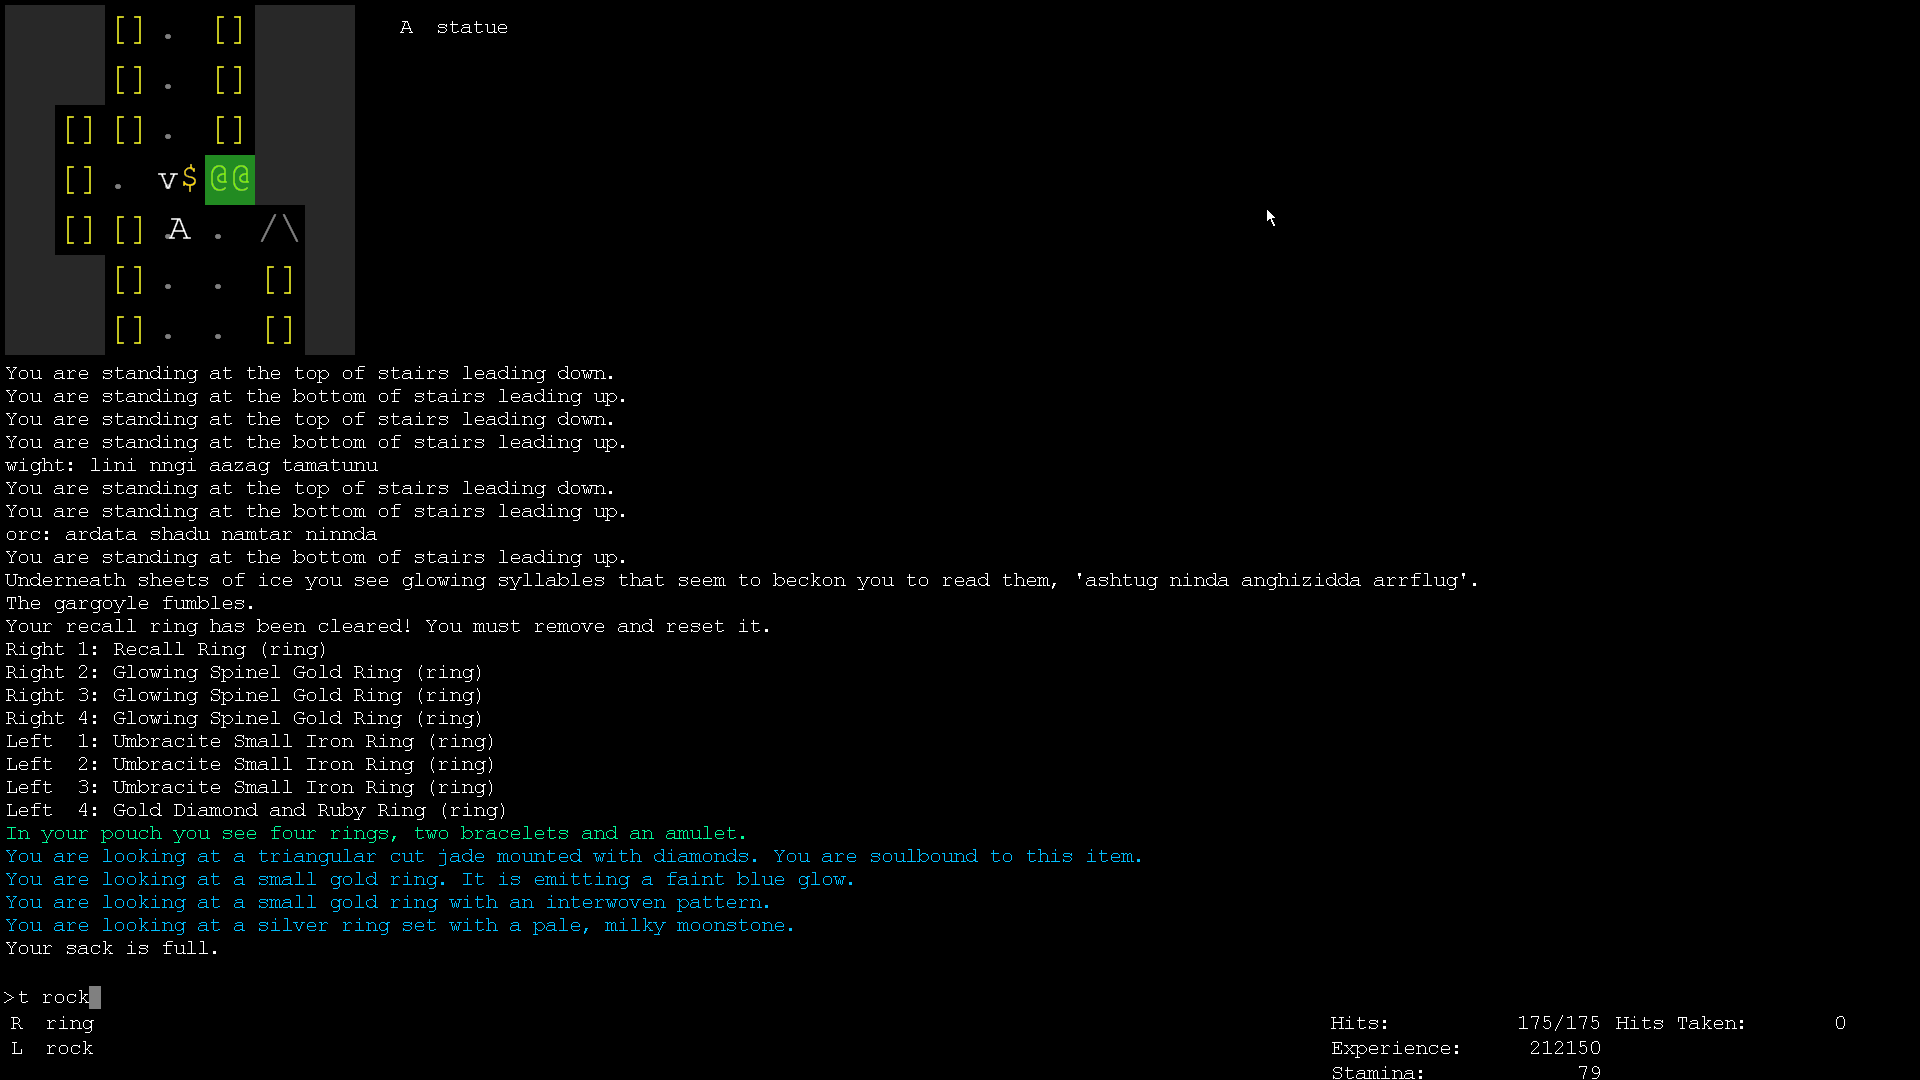 [] . []
A statue
[] . []
[] [] . []
[] . v$ @@
[] [] .A . /\
[] . . []
[] . . []
You are standing at the top of stairs leading down.
You are standing at the bottom of stairs leading up.
You are standing at the top of stairs leading down.
You are standing at the bottom of stairs leading up.
wight: lini nngi aazag tamatunu
You are standing at the top of stairs leading down.
You are standing at the bottom of stairs leading up.
orc: ardata shadu namtar ninnda
You are standing at the bottom of stairs leading up.
Underneath sheets of ice you see glowing syllables that seem to beckon you to read them, 'ashtug ninda anghizidda arrflug'.
The gargoyle fumbles.
Your recall ring has been cleared! You must remove and reset it.
Right 1: Recall Ring (ring)
Right 2: Glowing Spinel Gold Ring (ring)
Right 3: Glowing Spinel Gold Ring (ring)
Right 4: Glowing Spinel Gold Ring (ring)
Left  1: Umbracite Small Iron Ring (ring)
Left  2: Umbracite Small Iron Ring (ring)
Left  3: Umbracite Small Iron Ring (ring)
Left  4: Gold Diamond and Ruby Ring (ring)
In your pouch you see four rings, two bracelets and an amulet.
You are looking at a triangular cut jade mounted with diamonds. You are soulbound to this item.
You are looking at a small gold ring. It is emitting a faint blue glow.
You are looking at a small gold ring with an interwoven pattern.
You are looking at a silver ring set with a pale, milky moonstone.
Your sack is full.
>t rock
R ring
L rock
Hits: 175/175 Hits Taken: 0
Experience: 212150
Stamina: 79